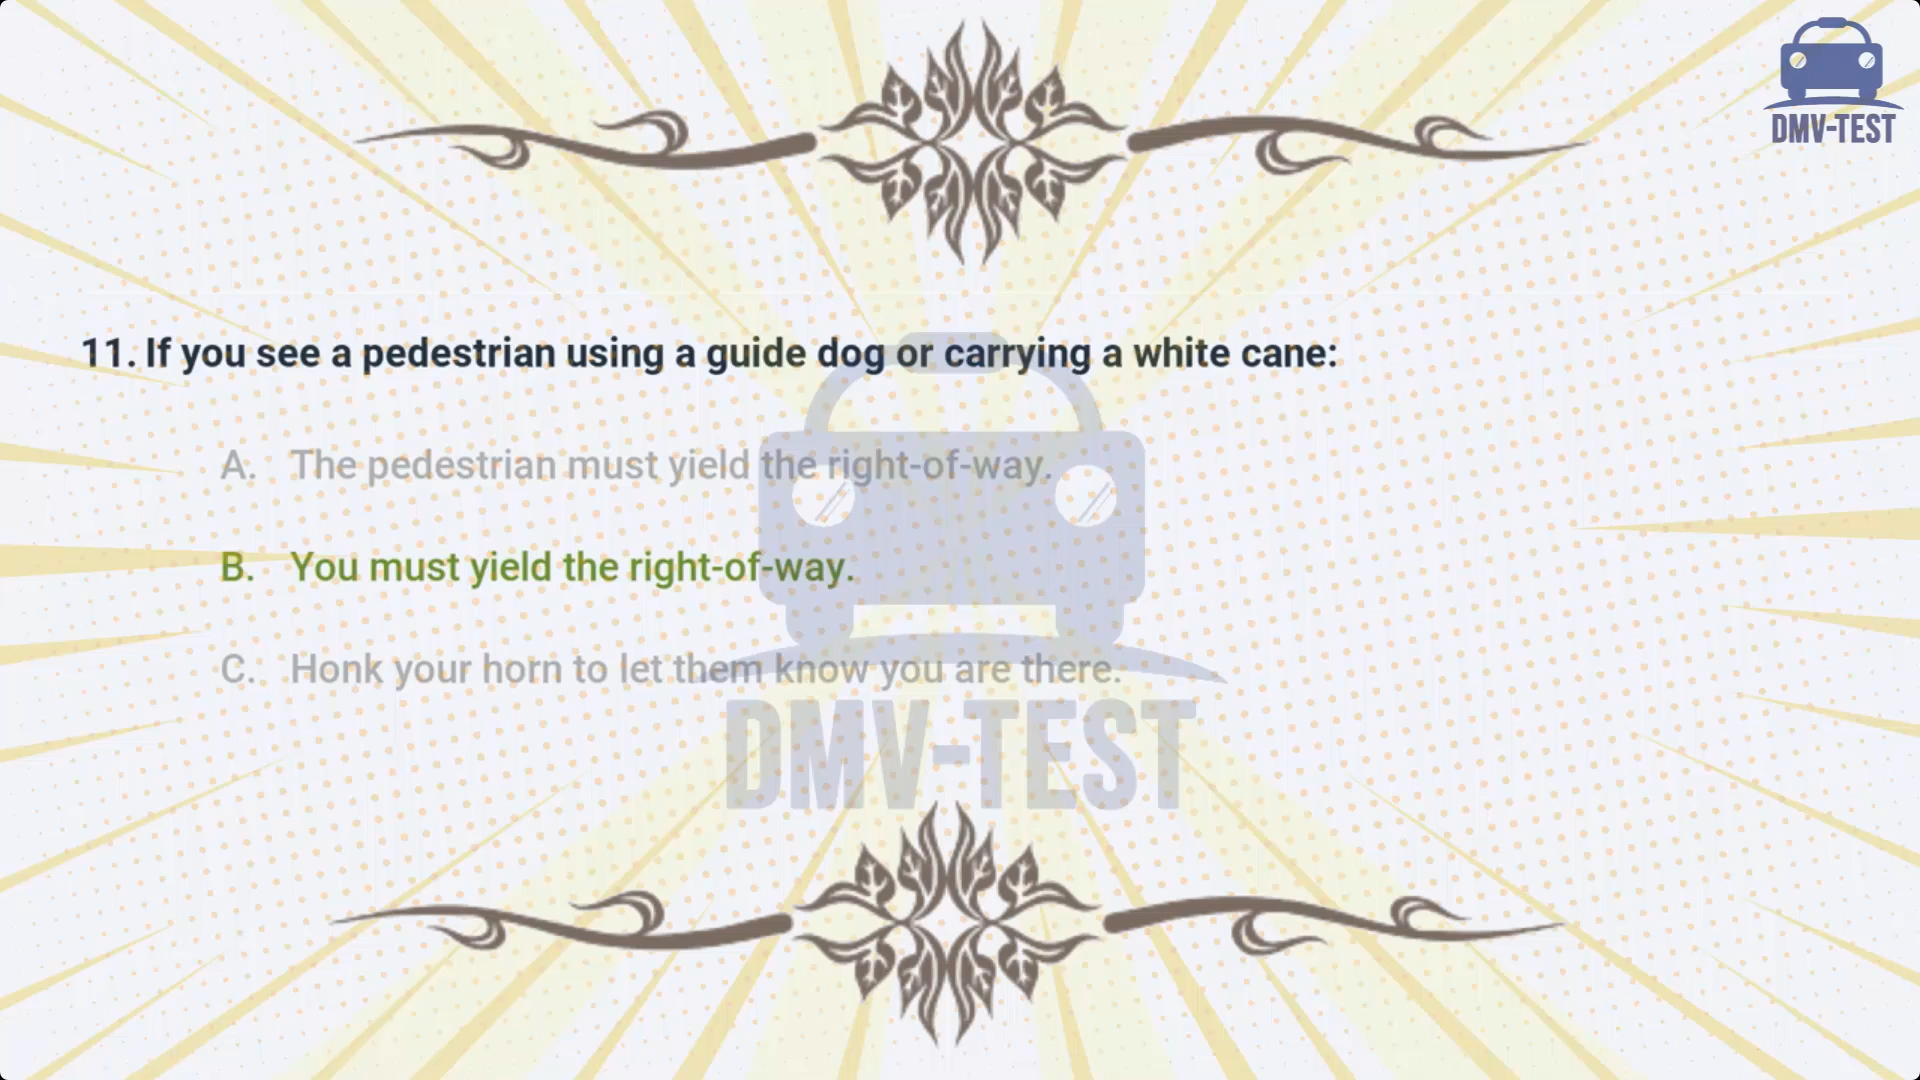 DMV-TEST
11. If you see a pedestrian using a guide dog or carrying a white cane:
A. The pedestrian must yield the right-of-way.
B. You must yield the right-of-way.
C. Honk your horn to let them know you are there.
DMV-TEST